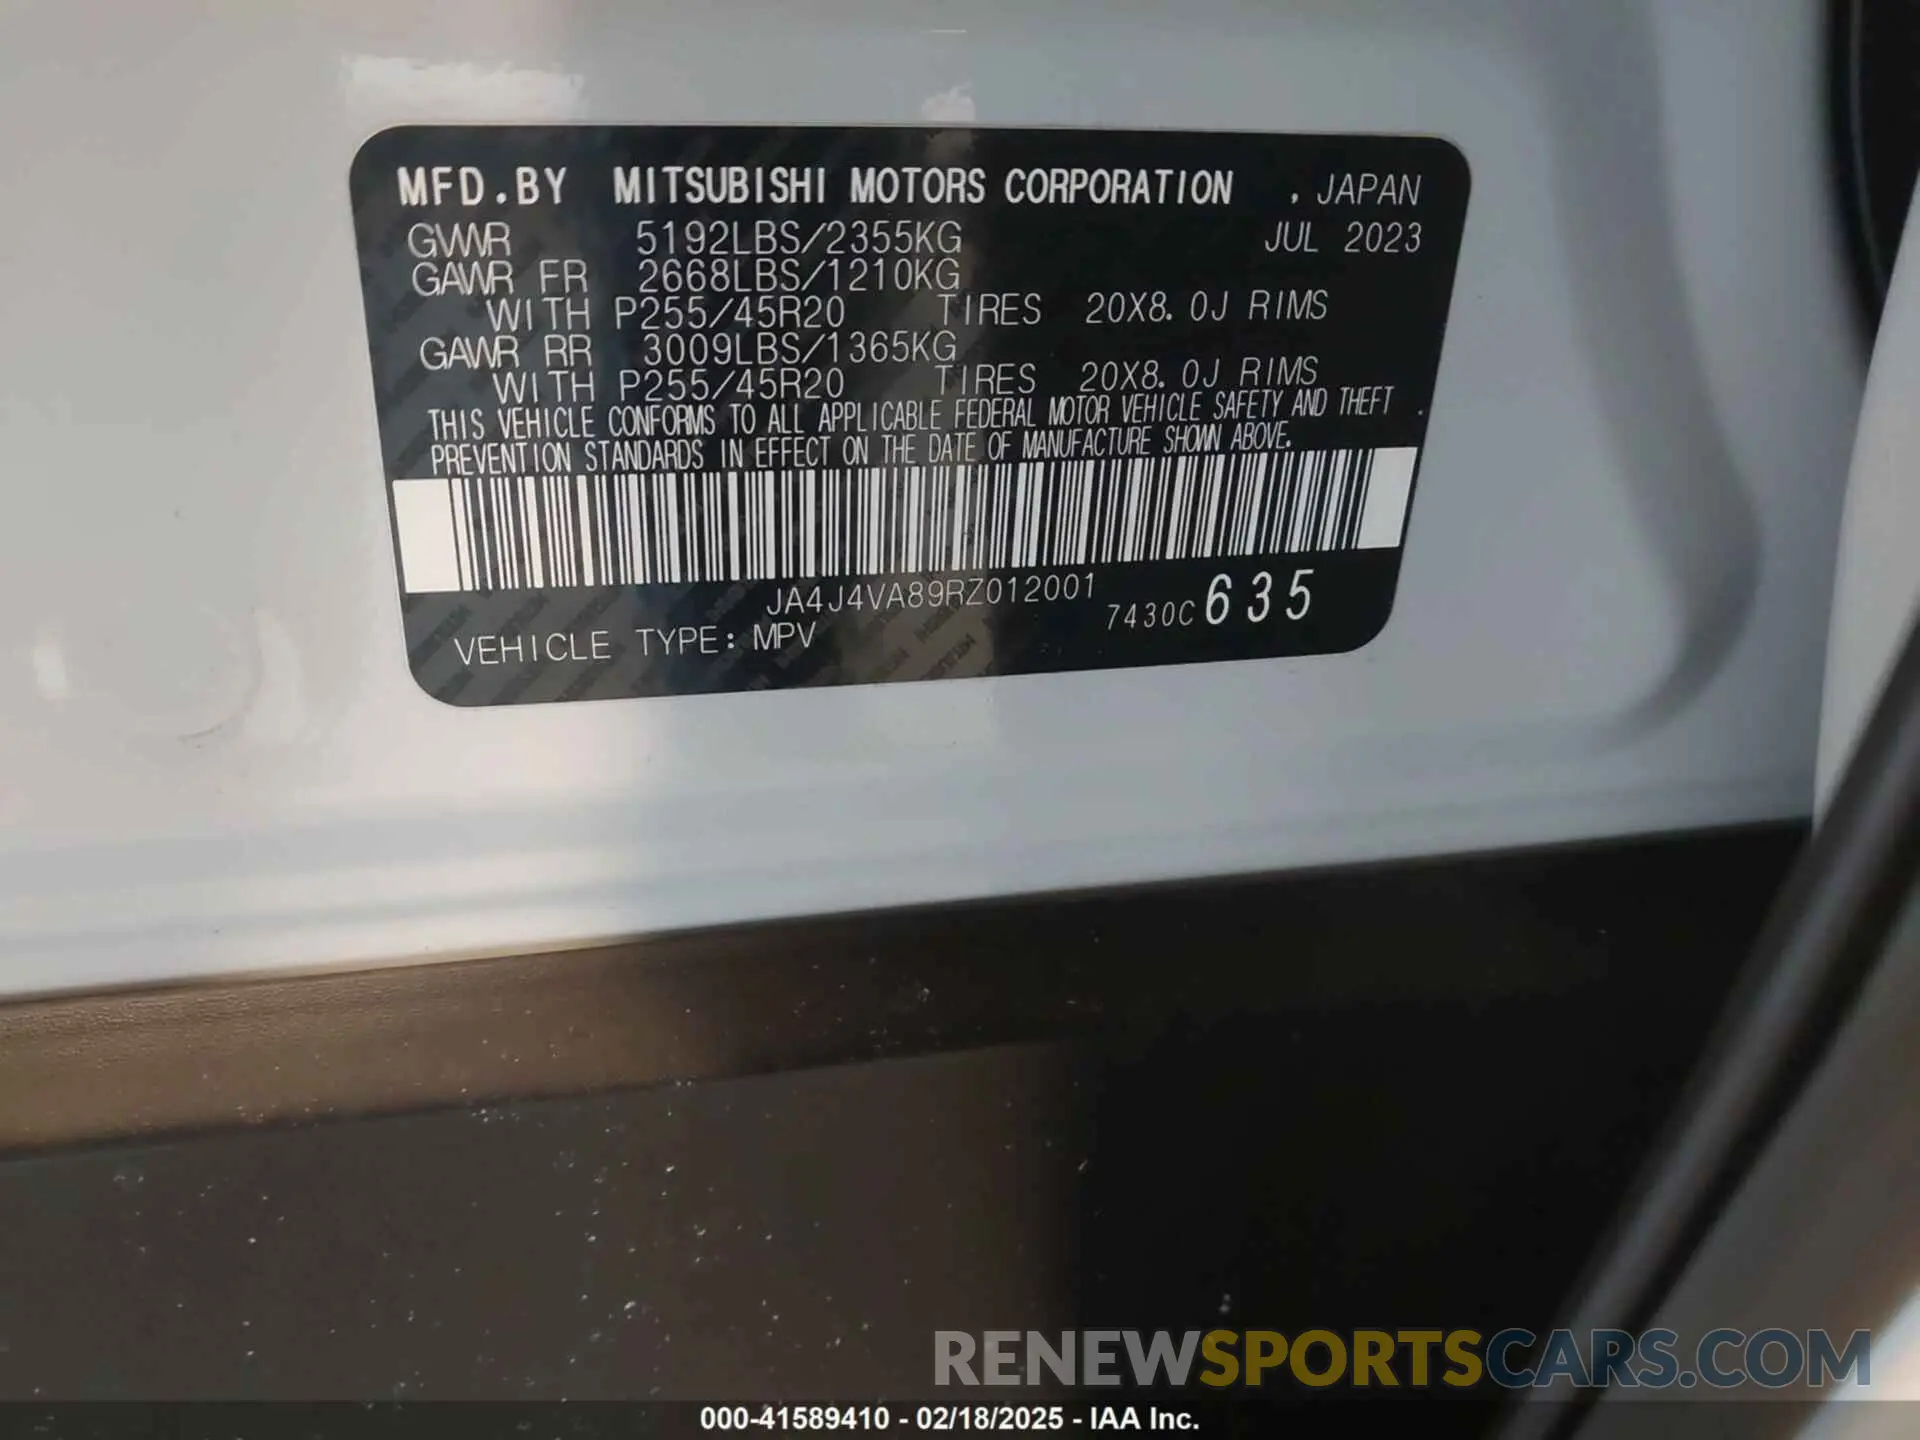 MFD.BY MITSUBISHI MOTORS CORPORATION , JAPAN
GVWR 5192LBS/2355KG JUL 2023
GAWR FR 2668LBS/1210KG
WITH P255/45R20 TIRES 20X8.0J RIMS
GAWR RR 3009LBS/1365KG
WITH P255/45R20 TIRES 20X8.0J RIMS
THIS VEHICLE CONFORMS TO ALL APPLICABLE FEDERAL MOTOR VEHICLE SAFETY AND THEFT .
PREVENTION STANDARDS IN EFFECT ON THE DATE OF MANUFACTURE SHOWN ABOVE.
JA4J4VA89RZ012001 7430C 635
VEHICLE TYPE: MPV
RENEWSPORTSCARS.COM
000-41589410 - 02/18/2025 - IAA Inc.